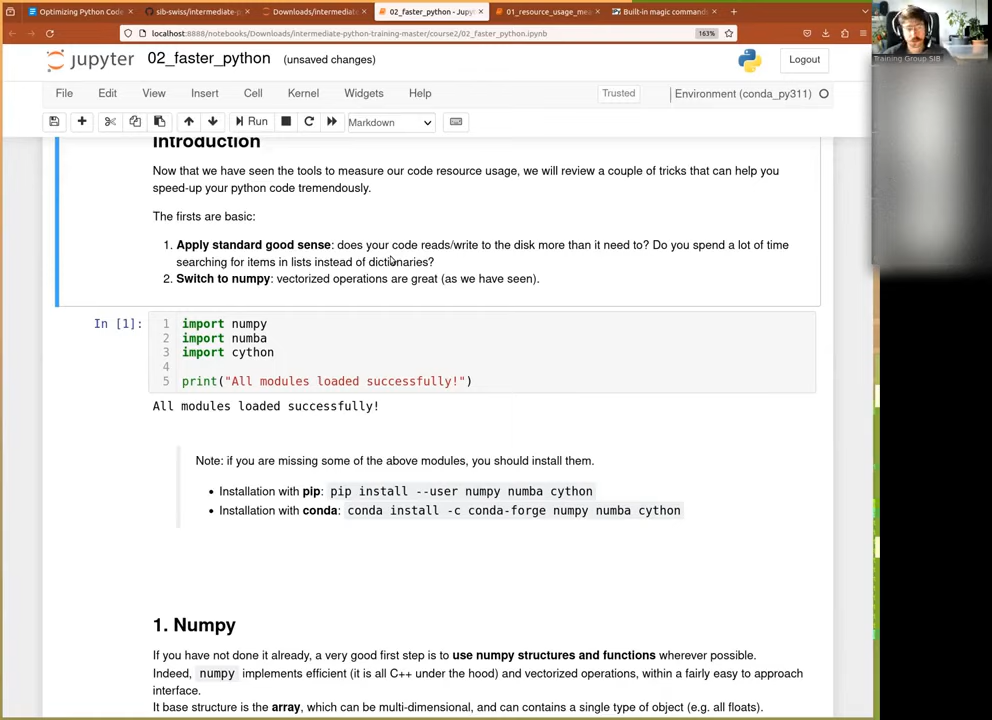 Optimizing Python Code
sib-swiss/intermediate-p
Downloads/intermediate
02_faster_python - Jupy
01_resource_usage_me
Built-in magic command
localhost:8888/notebooks/Downloads/intermediate-python-training-master/course2/02_faster_python.ipynb
163%
Training Group SIB
jupyter 02_faster_python (unsaved changes)
Logout
File Edit View Insert Cell Kernel Widgets Help
Trusted
Environment (conda_py311)
Run
Markdown
Introduction
Now that we have seen the tools to measure our code resource usage, we will review a couple of tricks that can help you
speed-up your python code tremendously.
The firsts are basic:
1. Apply standard good sense: does your code reads/write to the disk more than it need to? Do you spend a lot of time
searching for items in lists instead of dictionaries?
2. Switch to numpy: vectorized operations are great (as we have seen).
In [1]:
1 import numpy
2 import numba
3 import cython
4
5 print("All modules loaded successfully!")
All modules loaded successfully!
Note: if you are missing some of the above modules, you should install them.
• Installation with pip: pip install --user numpy numba cython
• Installation with conda: conda install -c conda-forge numpy numba cython
1. Numpy
If you have not done it already, a very good first step is to use numpy structures and functions wherever possible.
Indeed, numpy implements efficient (it is all C++ under the hood) and vectorized operations, within a fairly easy to approach
interface.
It base structure is the array, which can be multi-dimensional, and can contains a single type of object (e.g. all floats).